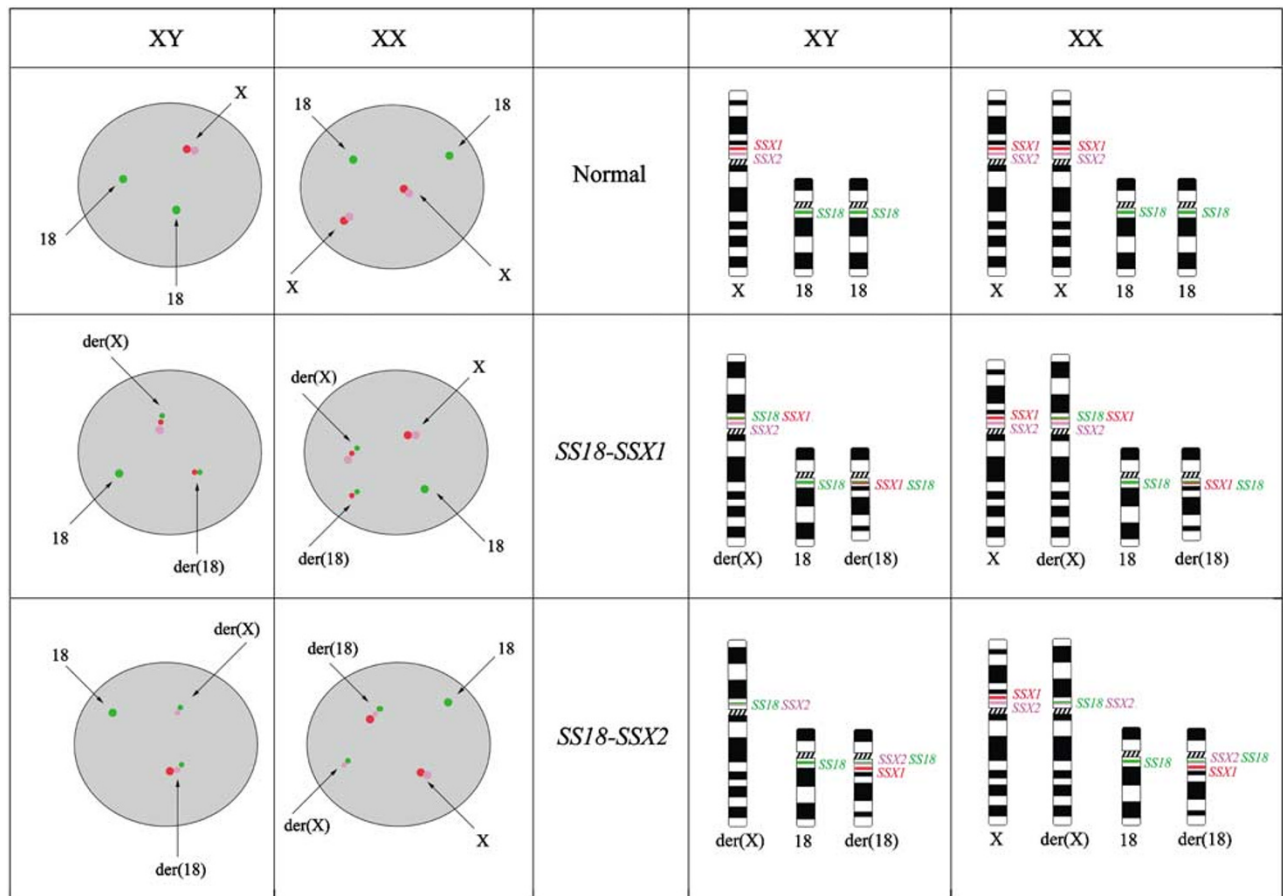 XY
XX
XY
XX
X
18
18
18
18
X
X
Normal
SSX1
SSX2
SS18
SS18
X
18
18
SSX1
SSX2
SSX1
SSX2
SS18
SS18
X
X
18
18
der(X)
18
der(18)
der(X)
X
der(18)
18
SS18-SSX1
SS18 SSX1
SSX2
SS18
SSX1 SS18
der(X)
18
der(18)
SSX1
SSX2
SS18 SSX1
SSX2
SS18
SSX1 SS18
X
der(X)
18
der(18)
18
der(X)
der(18)
der(18)
18
der(X)
X
SS18-SSX2
SS18 SSX2
SS18
SSX2 SS18
SSX1
der(X)
18
der(18)
SSX1
SSX2
SS18 SSX2
SS18
SSX2 SS18
SSX1
X
der(X)
18
der(18)